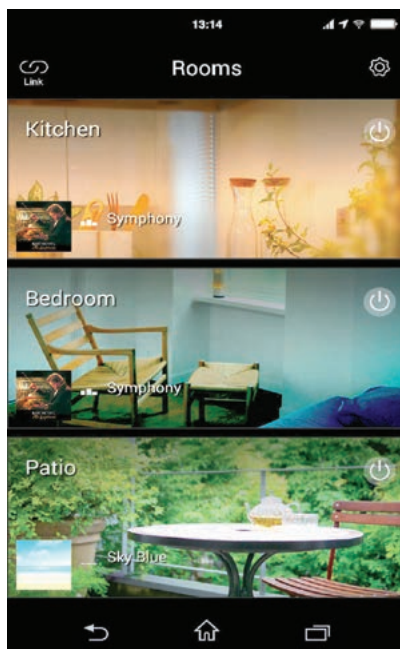 13:14
Link
Rooms
Kitchen
Symphony
Bedroom
Symphony
Patio
Sky Blue